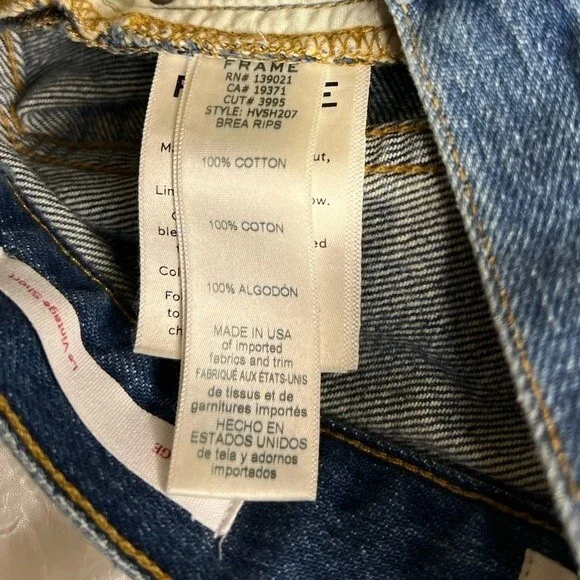 FRAME
RN# 139021
CA# 19371
CUT# 3995
STYLE: HVSH207
BREA RIPS
100% COTTON
100% COTON
100% ALGODÓN
MADE IN USA
of imported
fabrics and trim
FABRIQUÉ AUX ÉTATS-UNIS
de tissus et de
garnitures importés
HECHO EN
ESTADOS UNIDOS
de tela y adornos
importados
Le Vintage Short